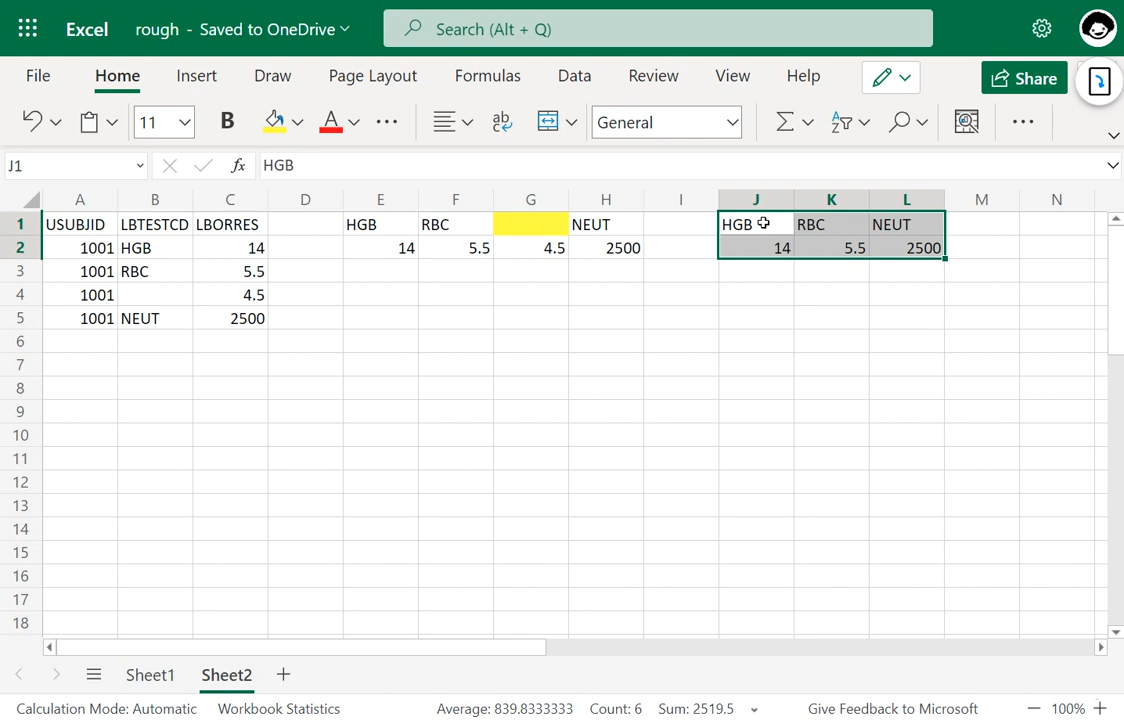 Excel rough - Saved to OneDrive Search (Alt + Q)
File Home Insert Draw Page Layout Formulas Data Review View Help Share
11 B A ab General
J1 fx HGB
A B C D E F G H I J K L M N
1 USUBJID LBTESTCD LBORRES HGB RBC NEUT HGB RBC NEUT
2 1001 HGB 14 14 5.5 4.5 2500 14 5.5 2500
3 1001 RBC 5.5
4 1001 4.5
5 1001 NEUT 2500
6
7
8
9
10
11
12
13
14
15
16
17
18
Sheet1 Sheet2
Calculation Mode: Automatic Workbook Statistics Average: 839.8333333 Count: 6 Sum: 2519.5 Give Feedback to Microsoft 100%